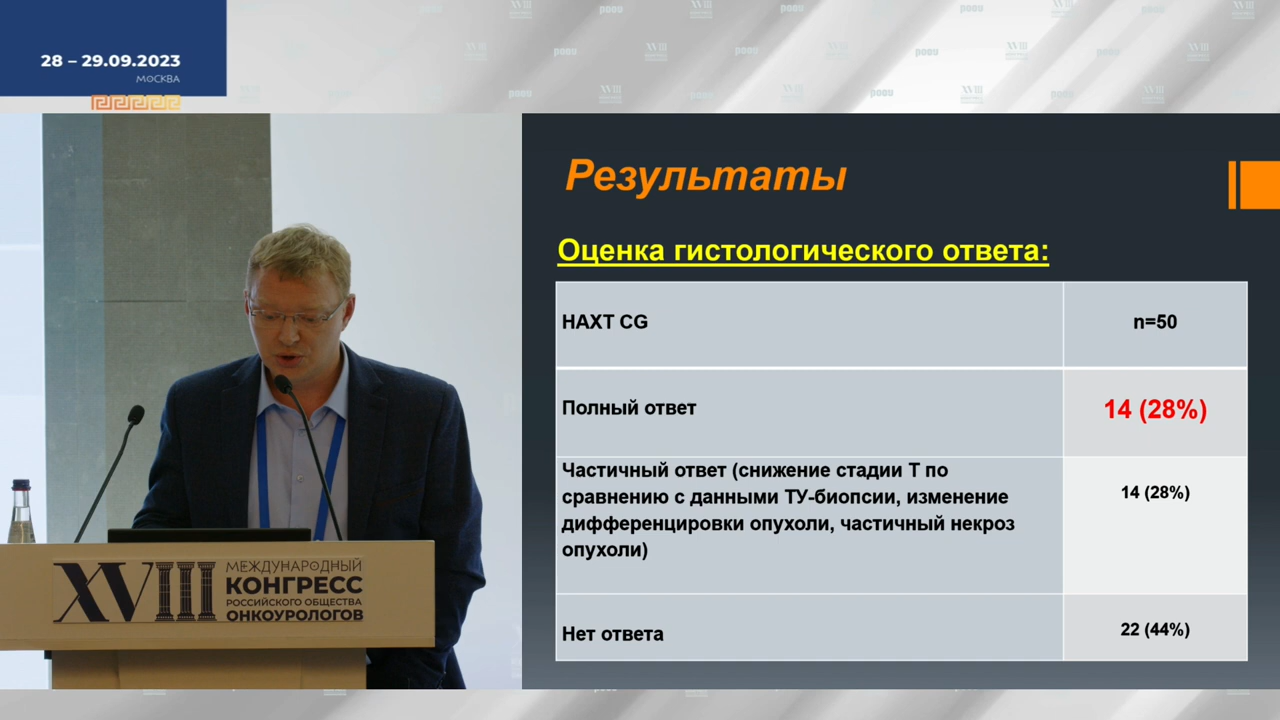 28 – 29.09.2023
МОСКВА
Результаты
Оценка гистологического ответа:
НАХТ CG
n=50
Полный ответ
14 (28%)
Частичный ответ (снижение стадии Т по
сравнению с данными ТУ-биопсии, изменение
дифференцировки опухоли, частичный некроз
опухоли)
14 (28%)
Нет ответа
22 (44%)
XVIII
МЕЖДУНАРОДНЫЙ
КОНГРЕСС
РОССИЙСКОГО ОБЩЕСТВА
ОНКОУРОЛОГОВ